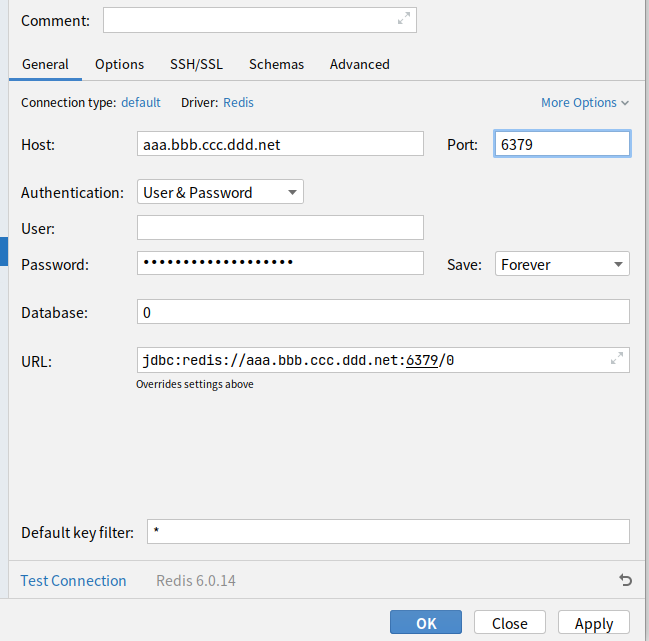 Comment:
General Options SSH/SSL Schemas Advanced
Connection type: default Driver: Redis More Options
Host: aaa.bbb.ccc.ddd.net Port: 6379
Authentication: User & Password
User:
Password: ••••••••••••••••••• Save: Forever
Database: 0
URL: jdbc:redis://aaa.bbb.ccc.ddd.net:6379/0
Overrides settings above
Default key filter: *
Test Connection Redis 6.0.14
OK Close Apply